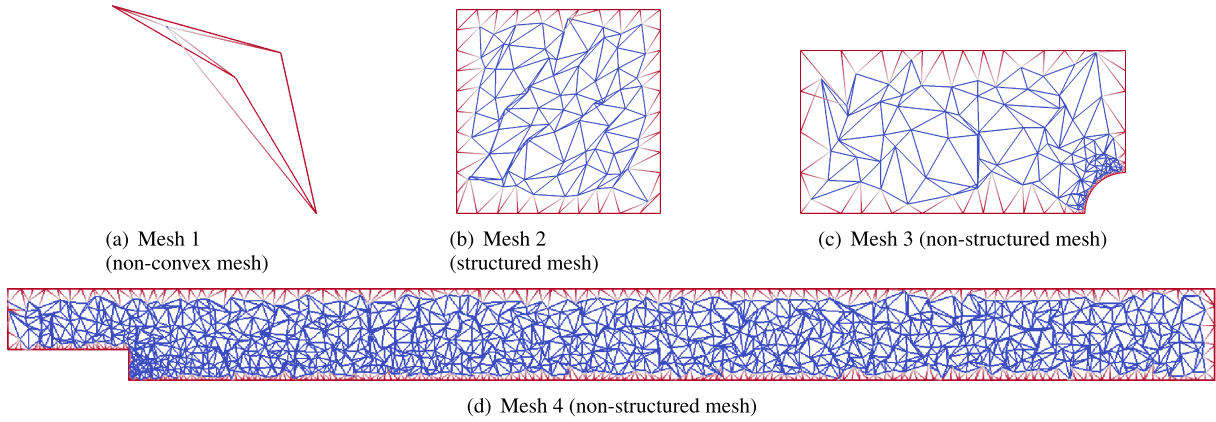 (a) Mesh 1
(non-convex mesh)
(b) Mesh 2
(structured mesh)
(c) Mesh 3 (non-structured mesh)
(d) Mesh 4 (non-structured mesh)